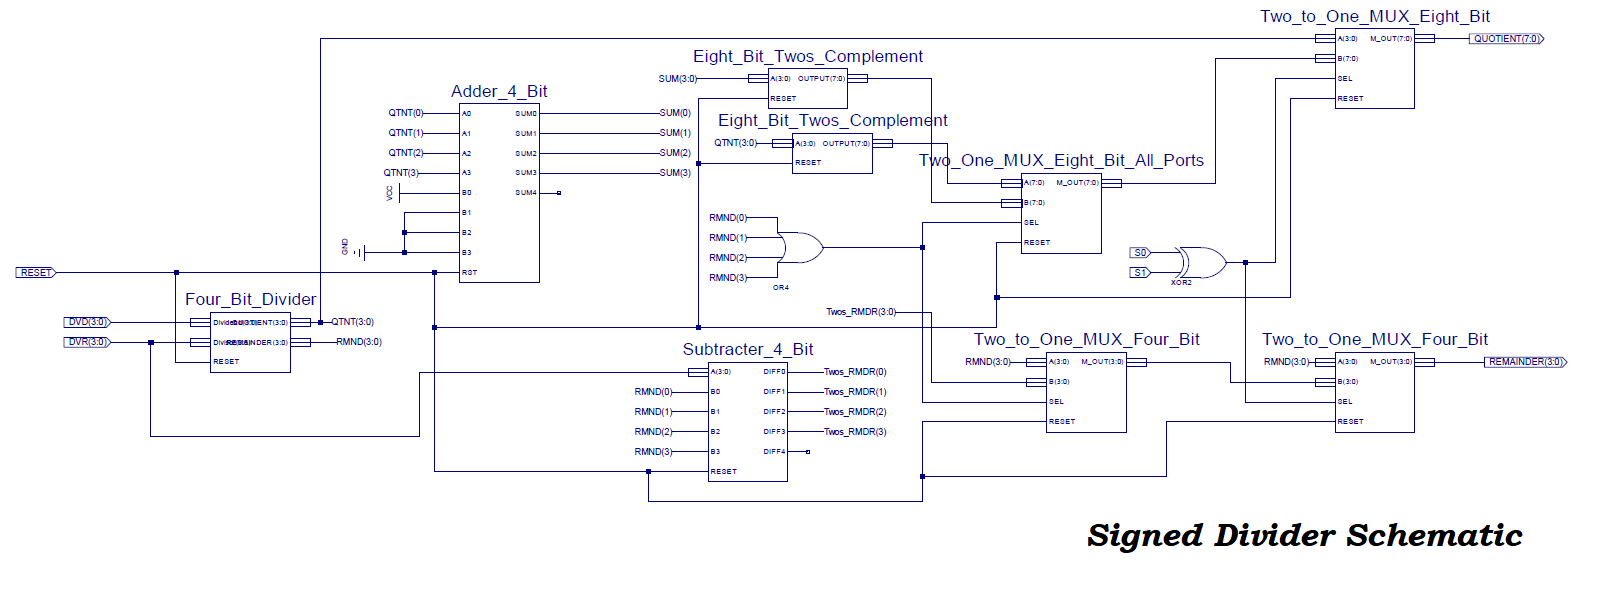 Two_to_One_MUX_Eight_Bit
A(3:0) M_OUT(7:0)
QUOTIENT(7:0)
B(7:0)
SEL
RESET
Eight_Bit_Twos_Complement
SUM(3:0)
A(3:0) OUTPUT(7:0)
RESET
Eight_Bit_Twos_Complement
QTNT(3:0)
A(3:0) OUTPUT(7:0)
RESET
Adder_4_Bit
QTNT(0) A0 SUM0 SUM(0)
QTNT(1) A1 SUM1 SUM(1)
QTNT(2) A2 SUM2 SUM(2)
QTNT(3) A3 SUM3 SUM(3)
VCC B0 SUM4
B1
B2
GND B3
RST
Two_One_MUX_Eight_Bit_All_Ports
A(7:0) M_OUT(7:0)
B(7:0)
SEL
RESET
RMND(0)
RMND(1)
RMND(2)
RMND(3)
OR4
S0
S1
XOR2
RESET
Four_Bit_Divider
DVD(3:0)
QUOTIENT(3:0)
QTNT(3:0)
DVR(3:0)
REMAINDER(3:0)
RMND(3:0)
RESET
Twos_RMDR(3:0)
Subtracter_4_Bit
A(3:0) DIFF0 Twos_RMDR(0)
RMND(0) B0 DIFF1 Twos_RMDR(1)
RMND(1) B1 DIFF2 Twos_RMDR(2)
RMND(2) B2 DIFF3 Twos_RMDR(3)
RMND(3) B3 DIFF4
RESET
Two_to_One_MUX_Four_Bit
RMND(3:0) A(3:0) M_OUT(3:0)
B(3:0)
SEL
RESET
Two_to_One_MUX_Four_Bit
RMND(3:0) A(3:0) M_OUT(3:0) REMAINDER(3:0)
B(3:0)
SEL
RESET
Signed Divider Schematic